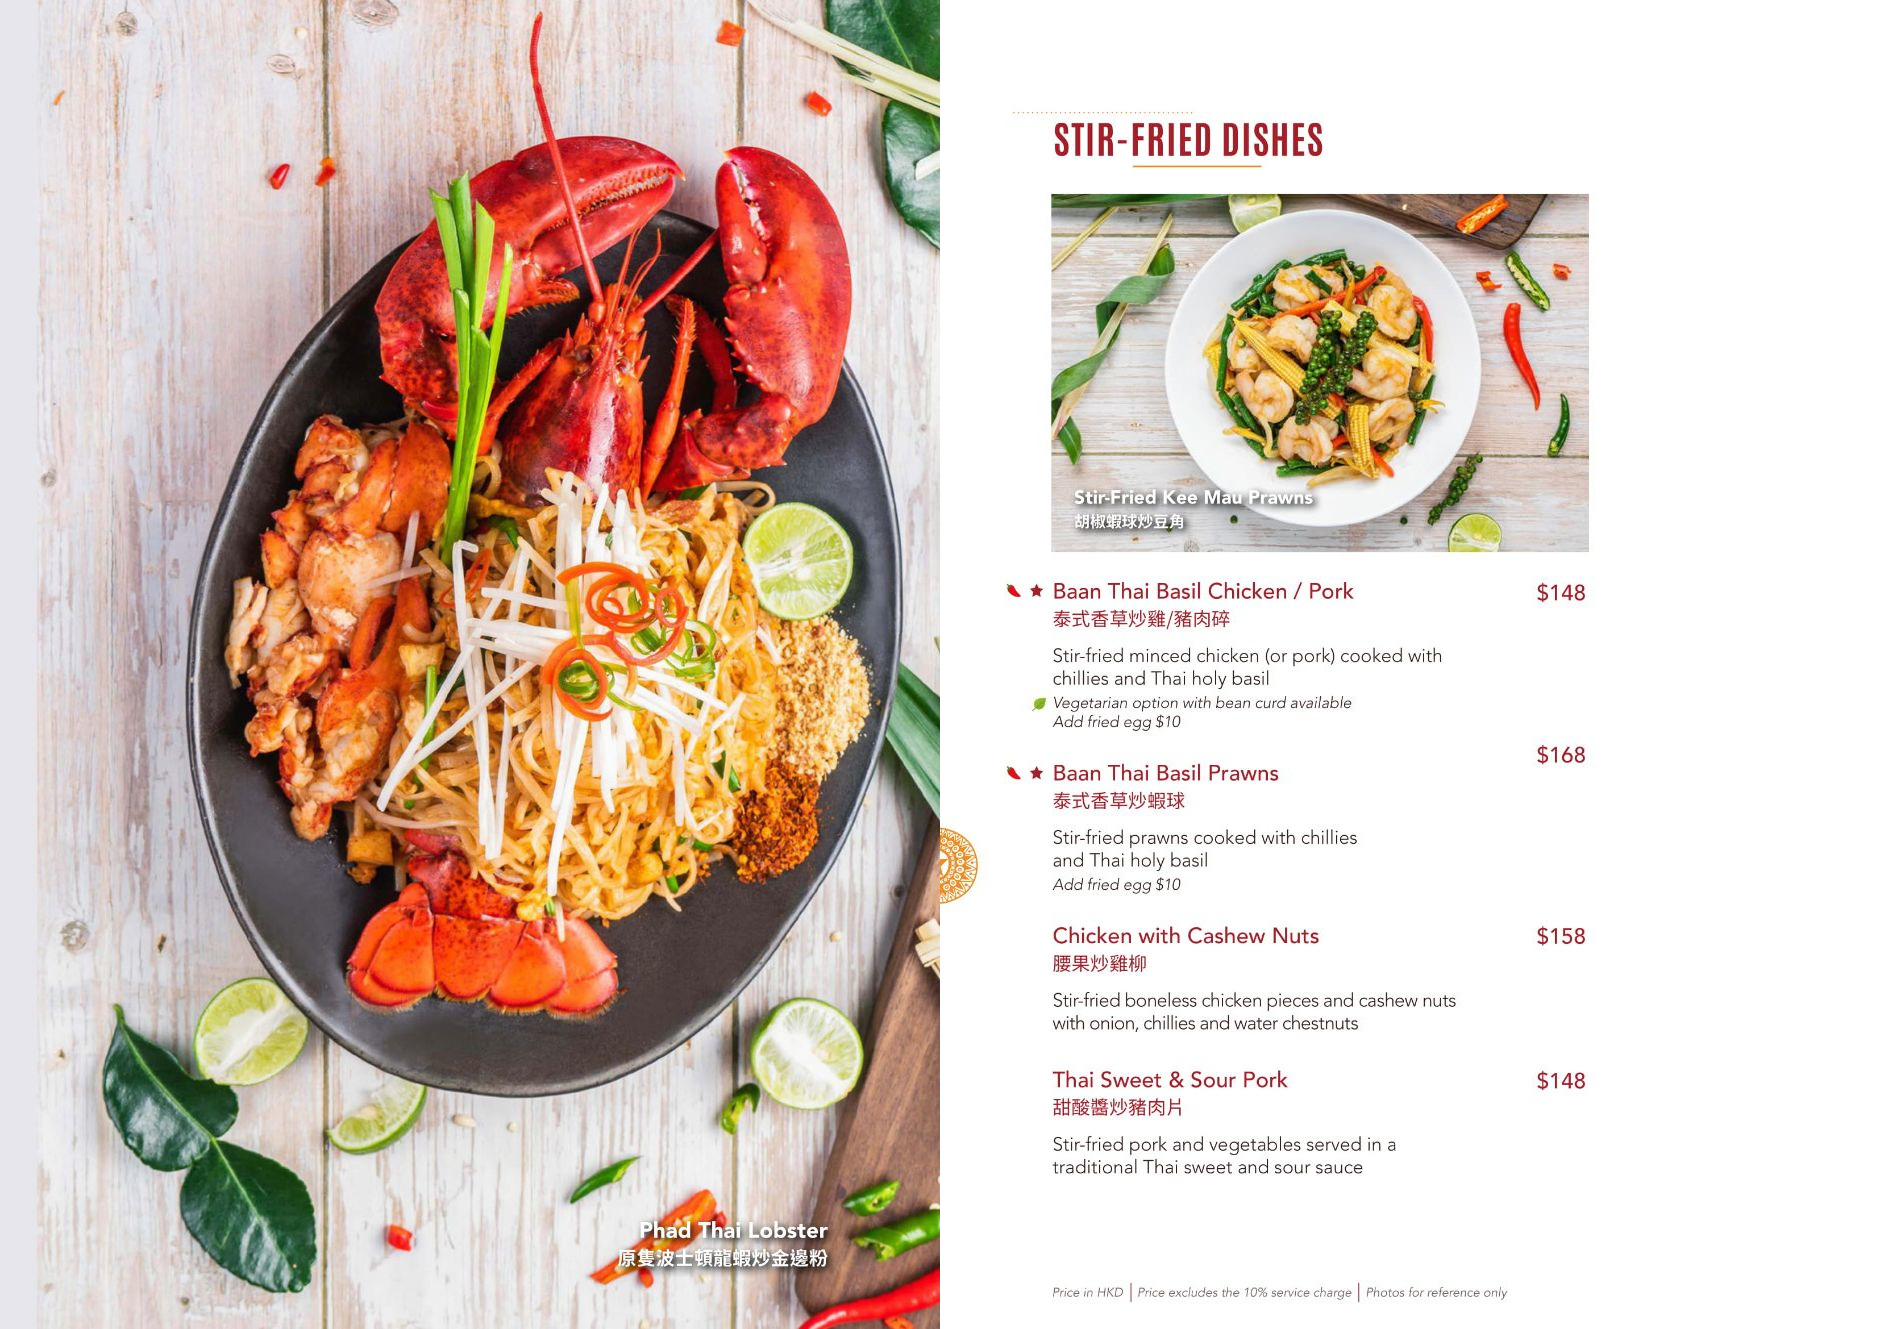 Phad Thai Lobster
原隻波士頓龍蝦炒金邊粉
STIR-FRIED DISHES
Stir-Fried Kee Mau Prawns
胡椒蝦球炒豆角
Baan Thai Basil Chicken / Pork $148
泰式香草炒雞/豬肉碎
Stir-fried minced chicken (or pork) cooked with
chillies and Thai holy basil
Vegetarian option with bean curd available
Add fried egg $10
Baan Thai Basil Prawns $168
泰式香草炒蝦球
Stir-fried prawns cooked with chillies
and Thai holy basil
Add fried egg $10
Chicken with Cashew Nuts $158
腰果炒雞柳
Stir-fried boneless chicken pieces and cashew nuts
with onion, chillies and water chestnuts
Thai Sweet & Sour Pork $148
甜酸醬炒豬肉片
Stir-fried pork and vegetables served in a
traditional Thai sweet and sour sauce
Price in HKD | Price excludes the 10% service charge | Photos for reference only